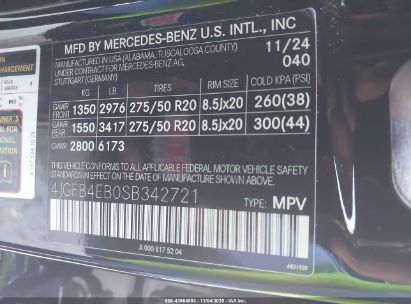 MFD BY MERCEDES-BENZ U.S. INTL., INC
MANUFACTURED IN USA (ALABAMA, TUSCALOOSA COUNTY) 11/24
UNDER CONTRACT MERCEDES-BENZ AG, 040
STUTTGART (GERMANY)
KG LB TIRES RIM SIZE COLD KPA (PSI)
GAWR FRONT 1350 2976 275/50 R20 8.5Jx20 260(38)
GAWR REAR 1550 3417 275/50 R20 8.5Jx20 300(44)
GVWR 2800 6173
THIS VEHICLE CONFORMS TO ALL APPLICABLE FEDERAL MOTOR VEHICLE
SAFETY STANDARDS IN EFFECT ON THE DATE OF MANUFACTURE SHOWN ABOVE.
4JGFB4EB0SB342721 TYPE: MPV
A 000 817 52 04